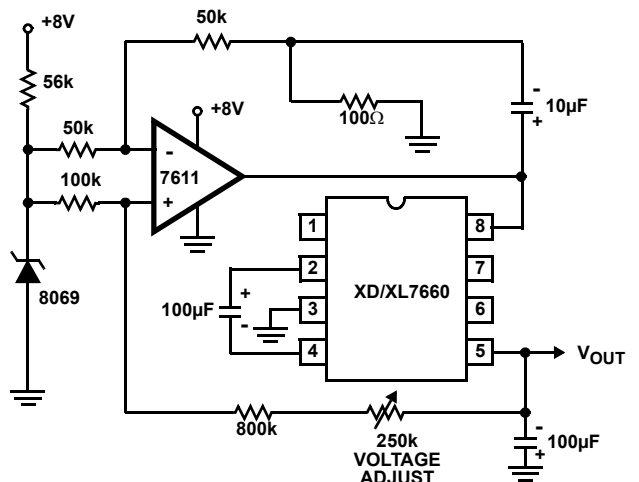 +8V
50k
56k
+8V
-
10µF
+
100Ω
50k
-
7611
100k
+
8069
1
2
3
4
XD/XL7660
8
7
6
5
+
100µF
-
VOUT
800k
250k
VOLTAGE
ADJUST
-
100µF
+